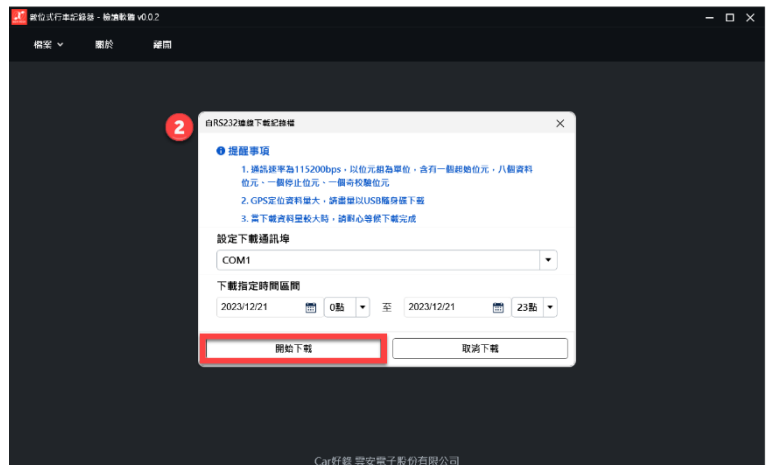 數位式行車記錄器 - 檢讀軟體 v0.0.2
檔案
關於
離開
2
自RS232連線下載記錄檔
提醒事項
1. 通訊速率為115200bps，以位元組為單位，含有一個起始位元，八個資料
位元，一個停止位元，一個奇校驗位元
2. GPS定位資料量大，請盡量以USB隨身碟下載
3. 當下載資料量較大時，請耐心等候下載完成
設定下載通訊埠
COM1
下載指定時間區間
2023/12/21 0點 至 2023/12/21 23點
開始下載
取消下載
Car好錄 雲安電子股份有限公司